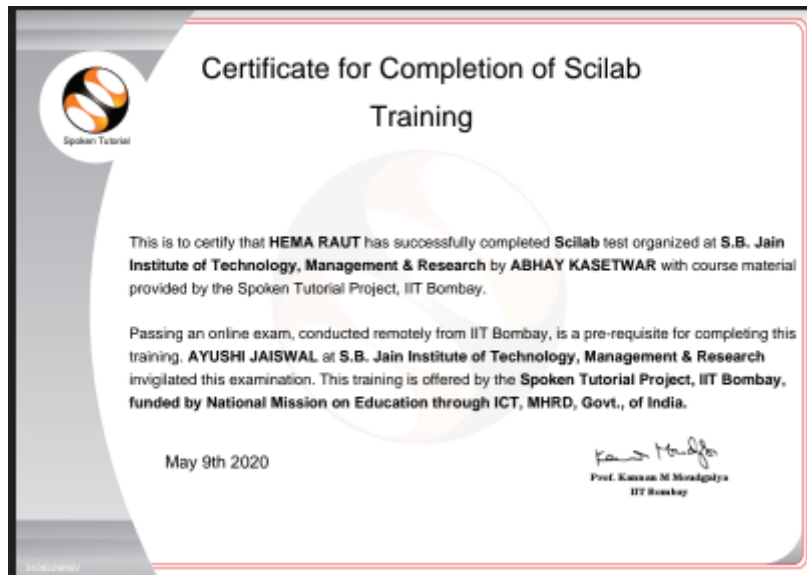 Certificate for Completion of Scilab
Training
Spoken Tutorial
This is to certify that HEMA RAUT has successfully completed Scilab test organized at S.B. Jain
Institute of Technology, Management & Research by ABHAY KASETWAR with course material
provided by the Spoken Tutorial Project, IIT Bombay.
Passing an online exam, conducted remotely from IIT Bombay, is a pre-requisite for completing this
training. AYUSHI JAISWAL at S.B. Jain Institute of Technology, Management & Research
invigilated this examination. This training is offered by the Spoken Tutorial Project, IIT Bombay,
funded by National Mission on Education through ICT, MHRD, Govt., of India.
May 9th 2020
Prof. Kannan M Moudgalya
IIT Bombay